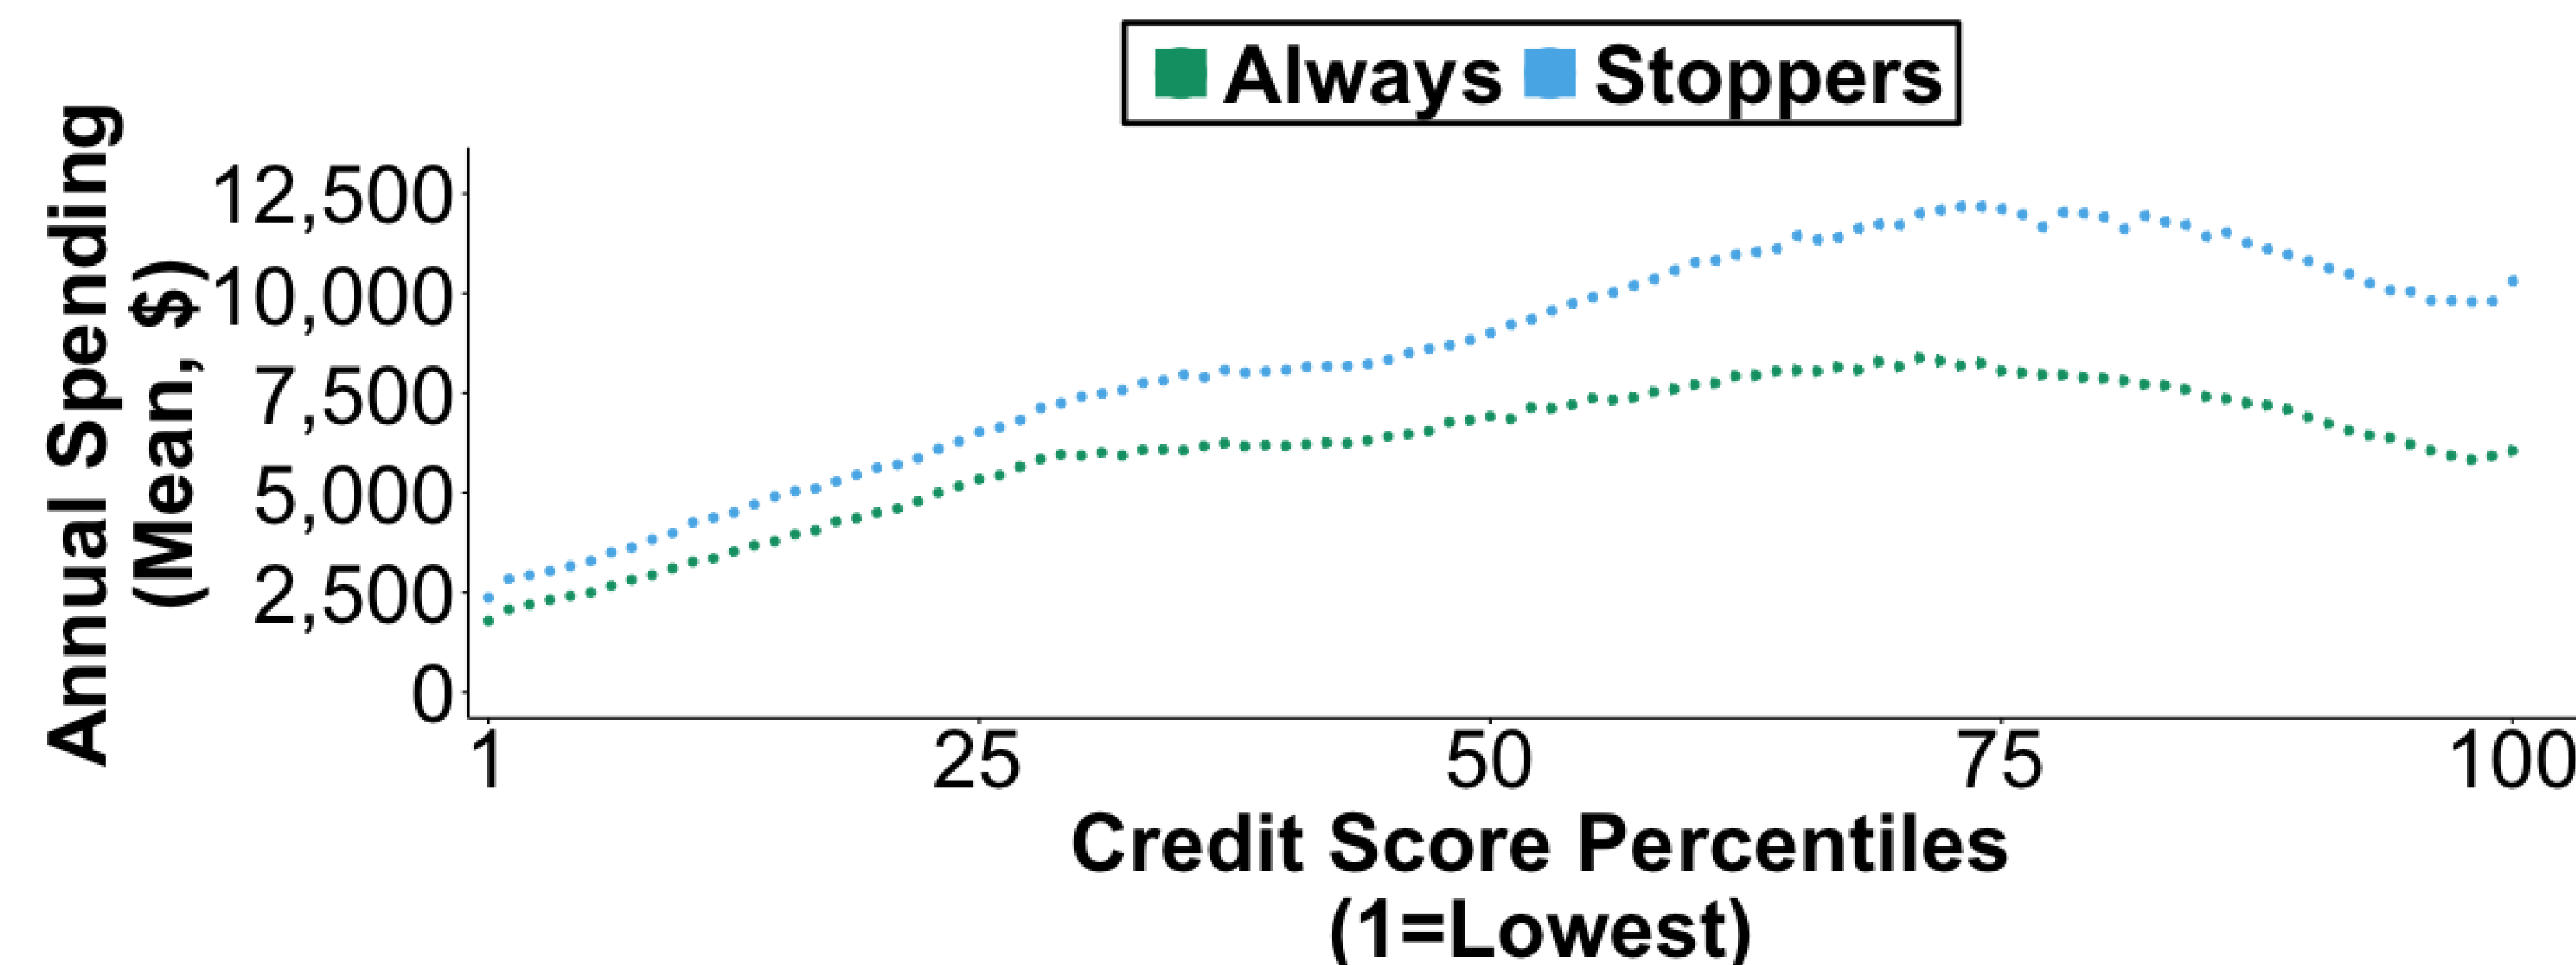 Always Stoppers
Annual Spending
(Mean, $)
12,500
10,000
7,500
5,000
2,500
0
1 25 50 75 100
Credit Score Percentiles
(1=Lowest)